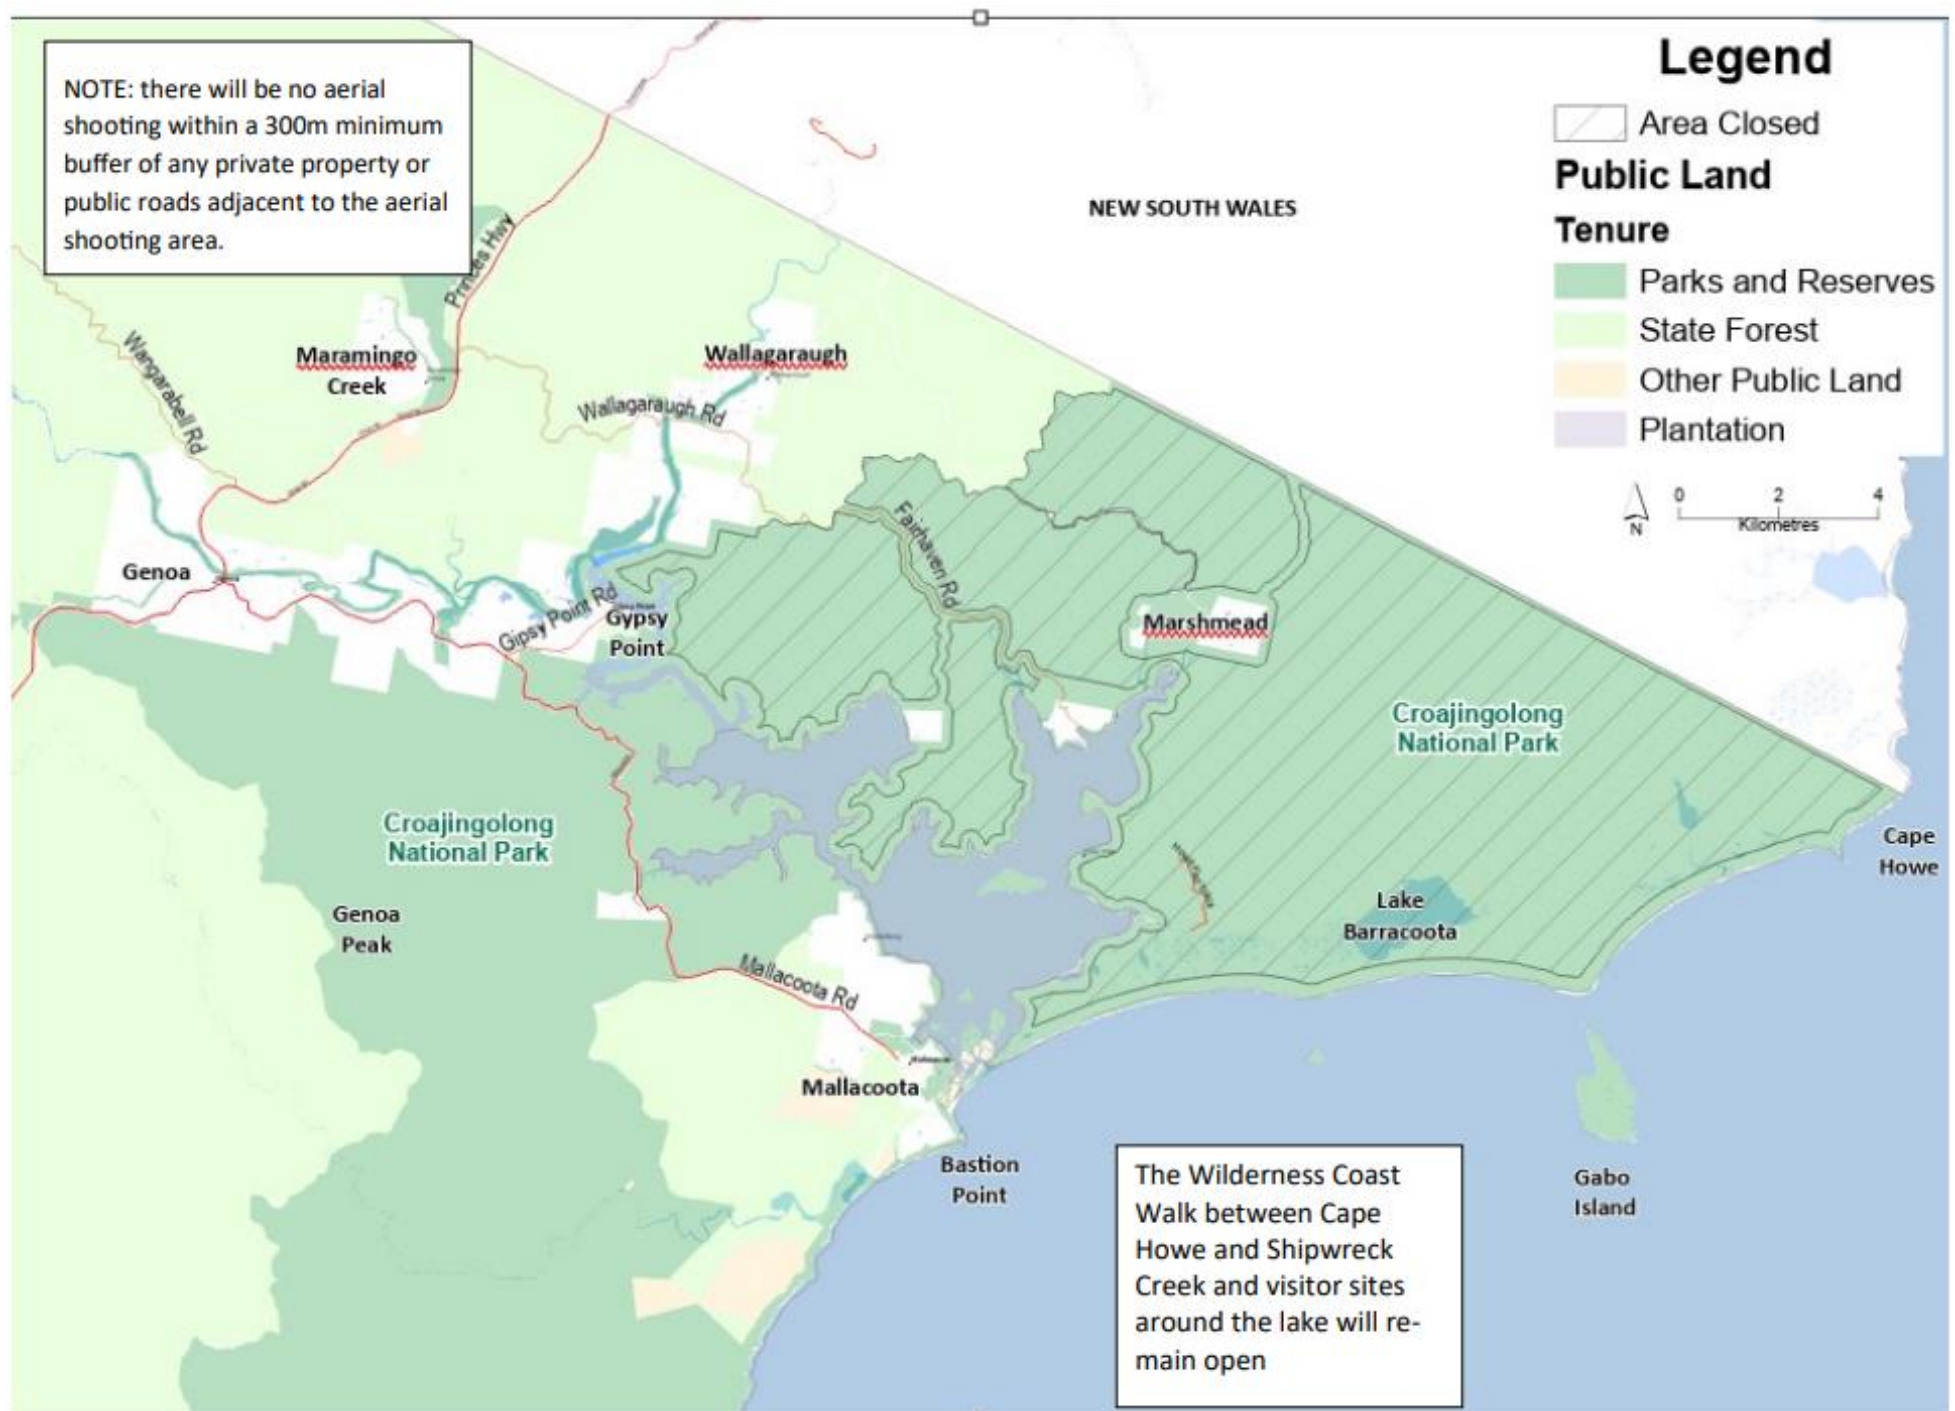 NOTE: there will be no aerial
shooting within a 300m minimum
buffer of any private property or
public roads adjacent to the aerial
shooting area.
Legend
Area Closed
Public Land
Tenure
Parks and Reserves
State Forest
Other Public Land
Plantation
0 2 4
Kilometres
N
NEW SOUTH WALES
Princes Hwy
Wangarabell Rd
Maramingo
Creek
Wallagaraugh
Wallagaraugh Rd
Genoa
Gipsy Point Rd
Gypsy
Point
Fairhaven Rd
Marshmead
Croajingolong
National Park
Croajingolong
National Park
Cape
Howe
Genoa
Peak
Lake
Barracoota
Mallacoota Rd
Mallacoota
Bastion
Point
Gabo
Island
The Wilderness Coast
Walk between Cape
Howe and Shipwreck
Creek and visitor sites
around the lake will re-
main open